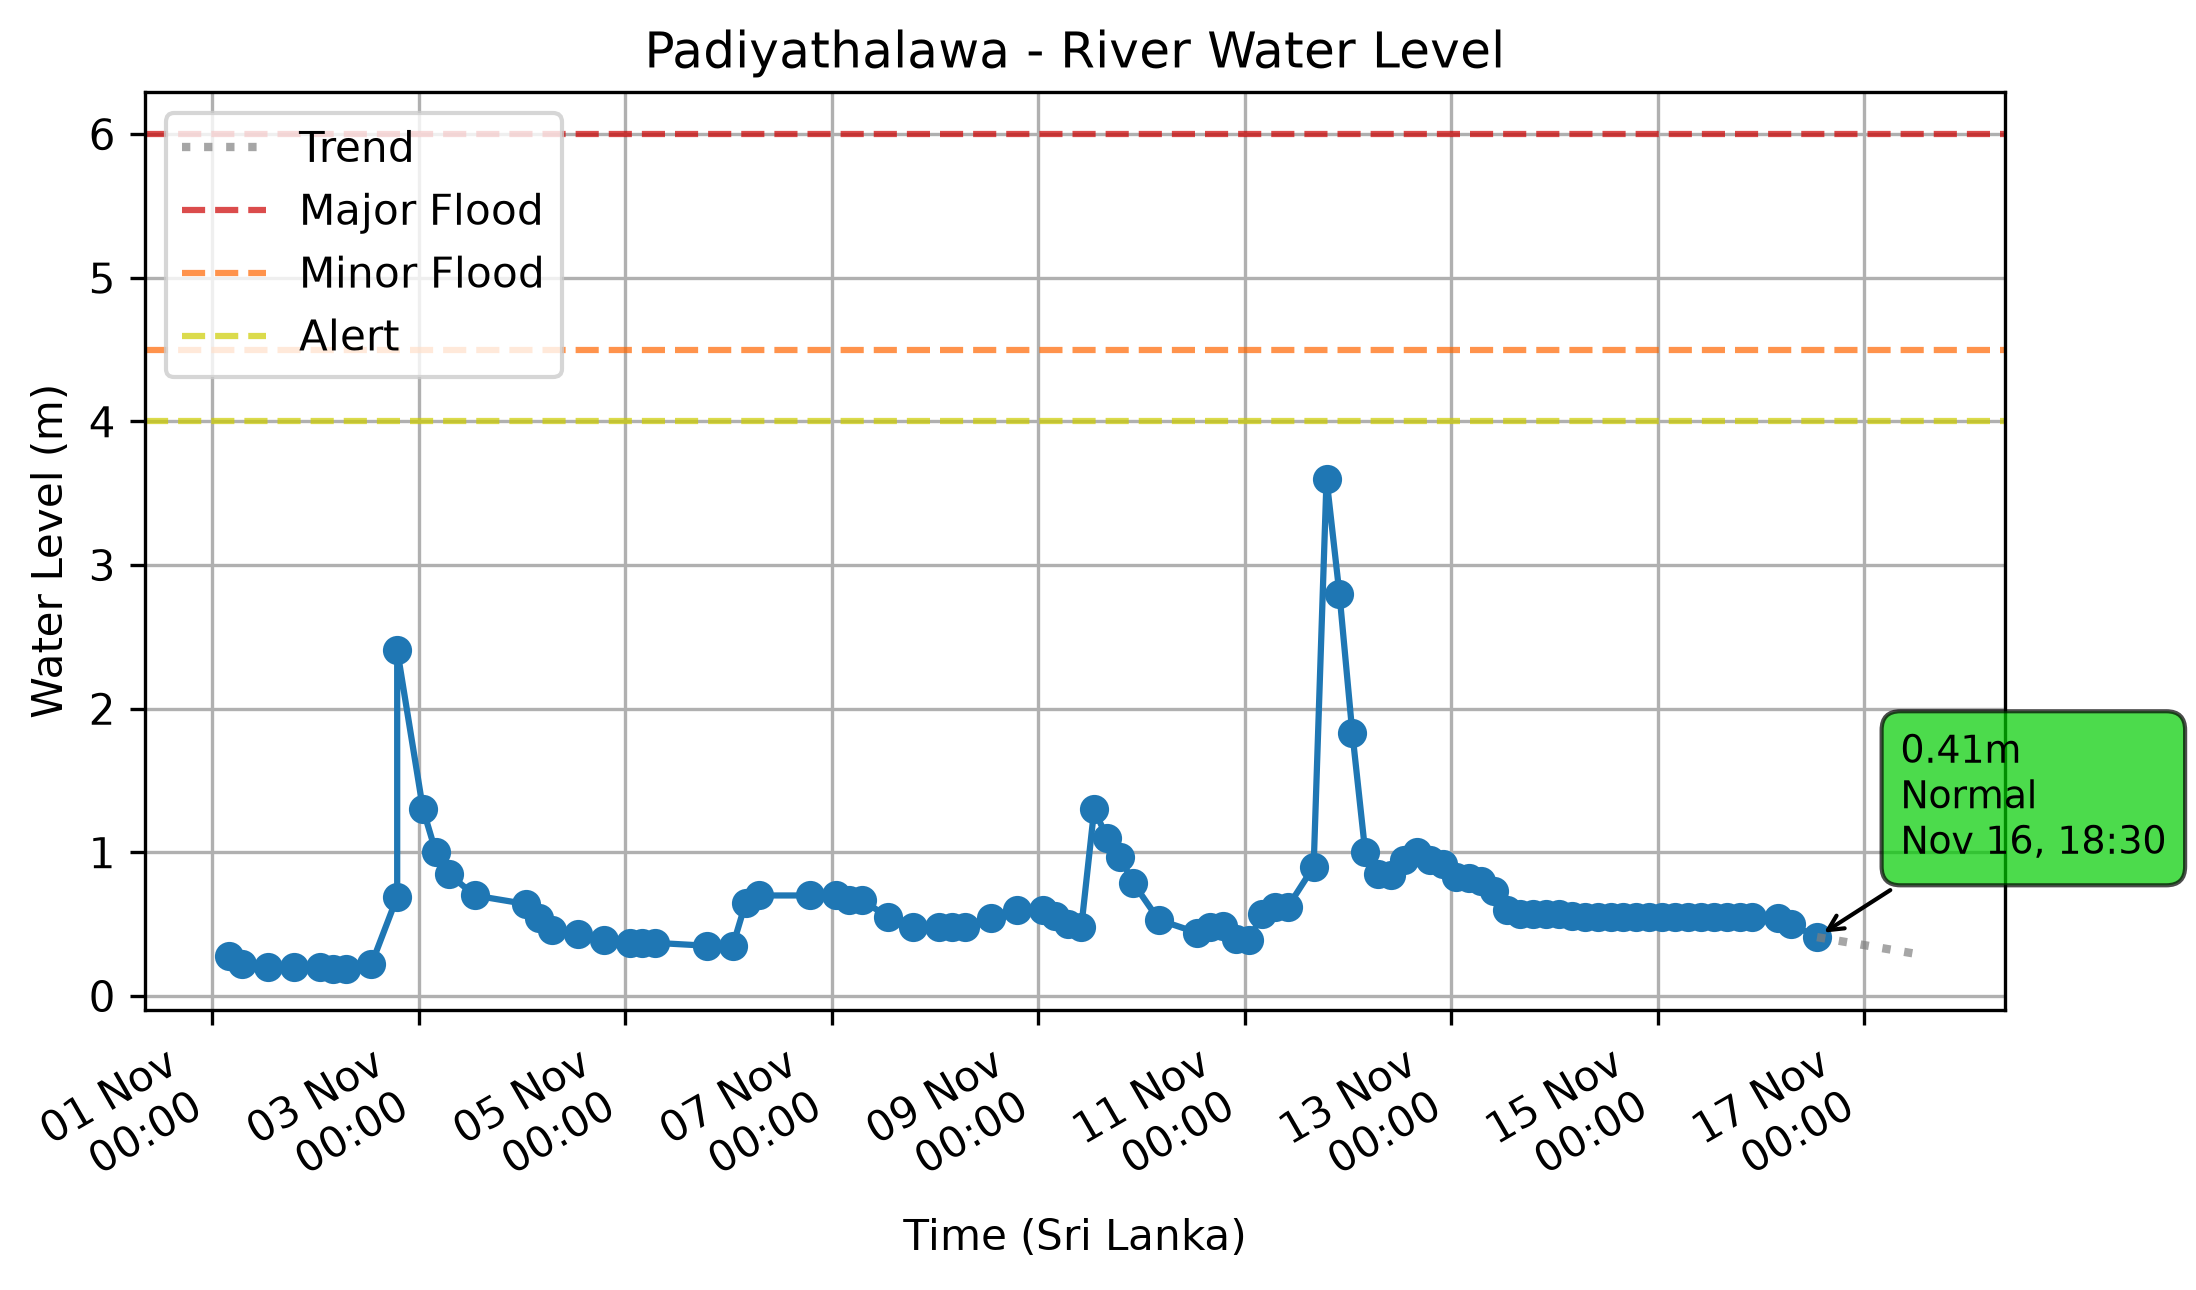 Padiyathalawa - River Water Level
Trend
Major Flood
Minor Flood
Alert
6
5
4
3
2
1
0
Water Level (m)
0.41m
Normal
Nov 16, 18:30
01 Nov
00:00
03 Nov
00:00
05 Nov
00:00
07 Nov
00:00
09 Nov
00:00
11 Nov
00:00
13 Nov
00:00
15 Nov
00:00
17 Nov
00:00
Time (Sri Lanka)